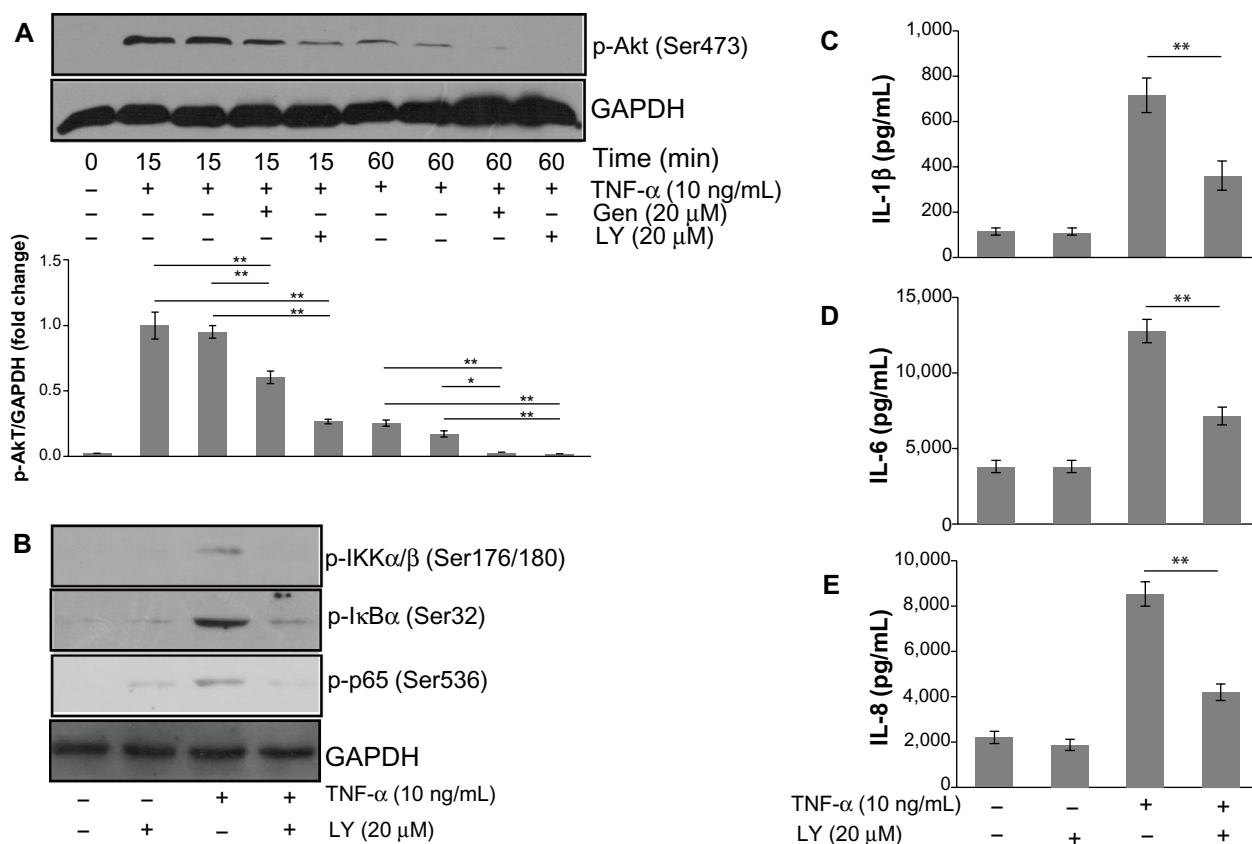 A
p-Akt (Ser473)
GAPDH
0 15 15 15 15 60 60 60 60 Time (min)
– + + + + + + + + TNF-α (10 ng/mL)
– – – + – – – + – Gen (20 μM)
– – – – + – – – + LY (20 μM)
p-AkT/GAPDH (fold change)
1.5
1.0
0.5
0.0
**
**
**
**
**
*
**
**
B
p-IKKα/β (Ser176/180)
p-IκBα (Ser32)
p-p65 (Ser536)
GAPDH
– – + + TNF-α (10 ng/mL)
– + – + LY (20 μM)
C
IL-1β (pg/mL)
800
600
400
200
0
**
D
IL-6 (pg/mL)
15,000
10,000
5,000
0
**
E
IL-8 (pg/mL)
10,000
8,000
6,000
4,000
2,000
0
**
TNF-α (10 ng/mL) – – + +
LY (20 μM) – + – +